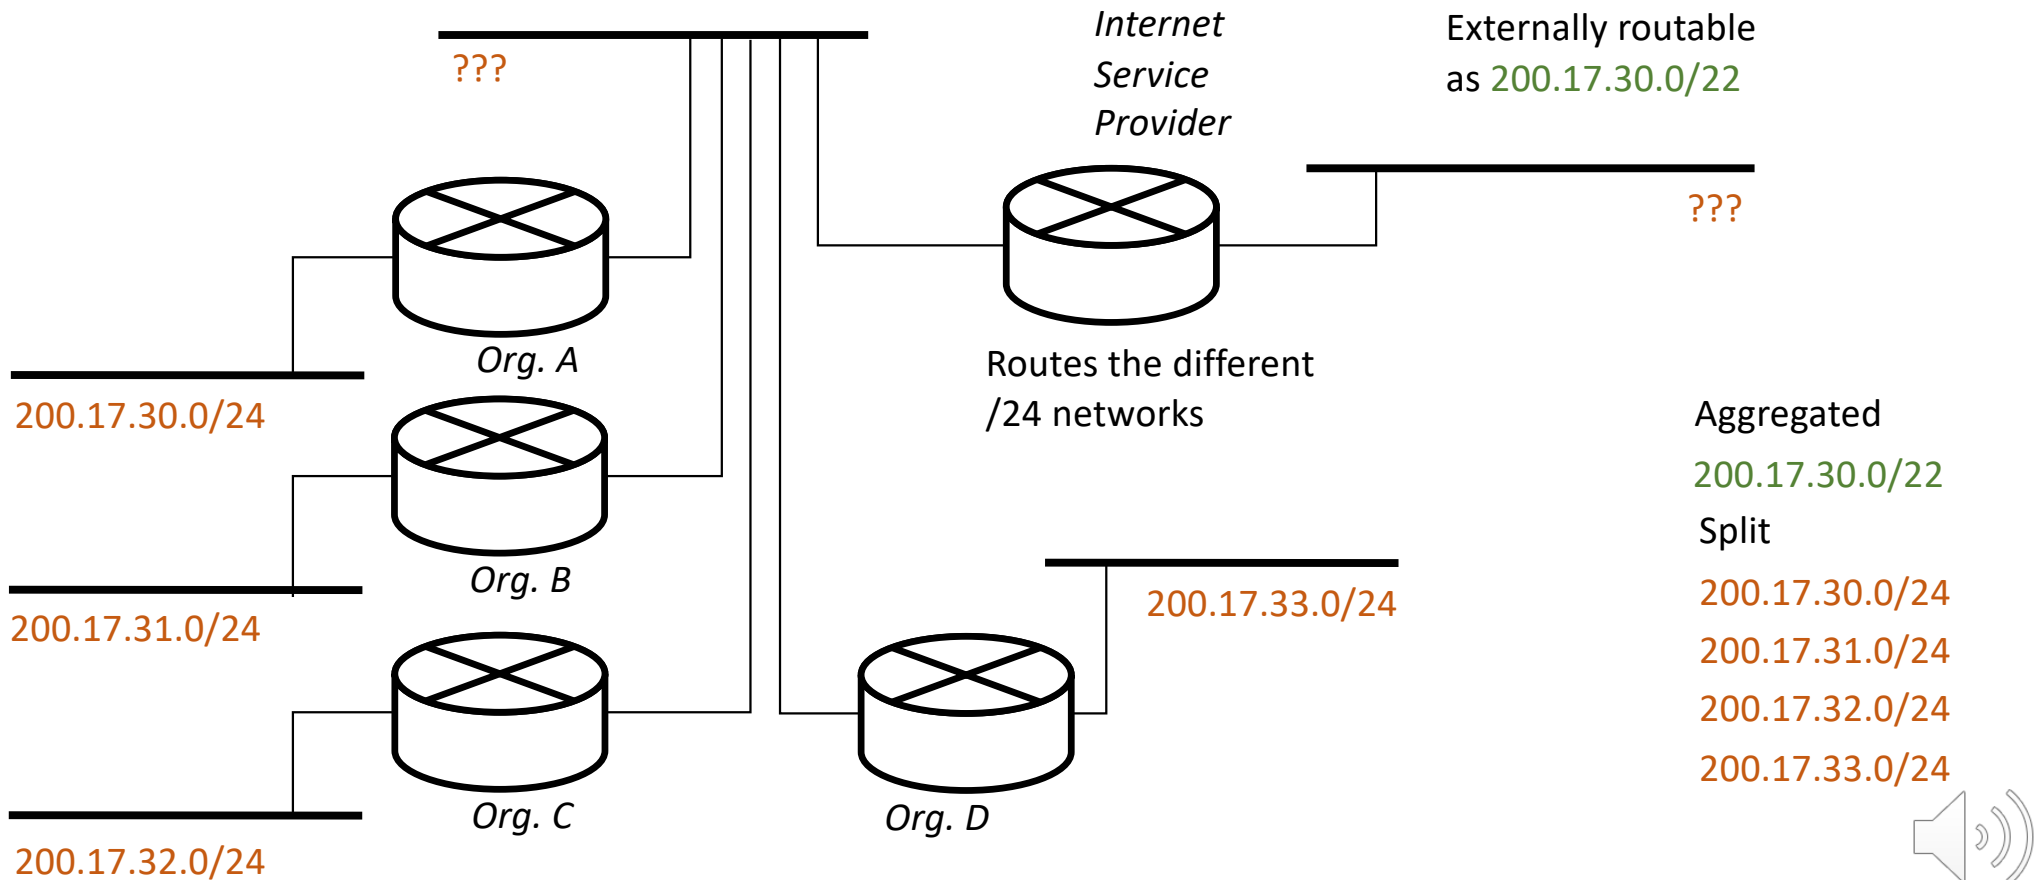 ???
Internet
Service
Provider
Externally routable
as 200.17.30.0/22
???
Org. A
200.17.30.0/24
Routes the different
/24 networks
Org. B
200.17.31.0/24
200.17.33.0/24
Org. C
200.17.32.0/24
Org. D
Aggregated
200.17.30.0/22
Split
200.17.30.0/24
200.17.31.0/24
200.17.32.0/24
200.17.33.0/24